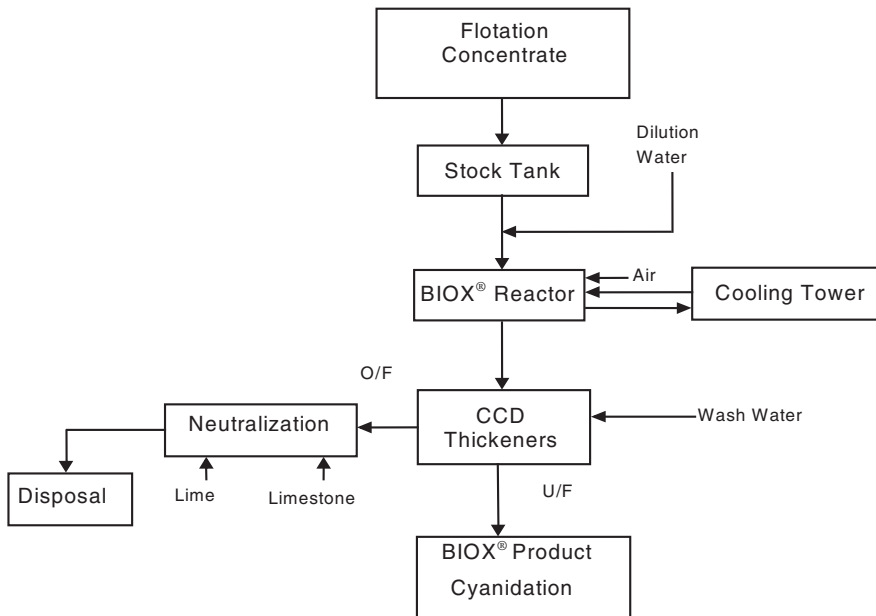 Flotation
Concentrate
Dilution
Water
Stock Tank
BIOX® Reactor
Air
Cooling Tower
O/F
Neutralization
CCD
Thickeners
Wash Water
Disposal
Lime
Limestone
U/F
BIOX® Product
Cyanidation